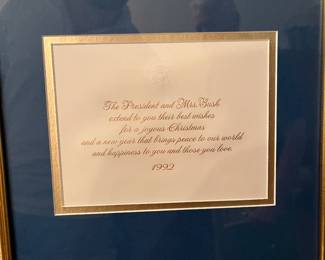 The President and Mrs. Bush
extend to you their best wishes
for a joyous Christmas
and a new year that brings peace to our world
and happiness to you and those you love.
1992